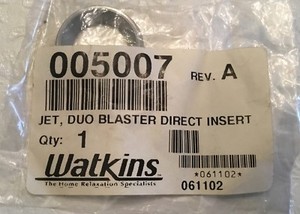 005007 REV. A
JET, DUO BLASTER DIRECT INSERT
Qty: 1
Watkins
The Home Relaxation Specialists
*061102*
061102